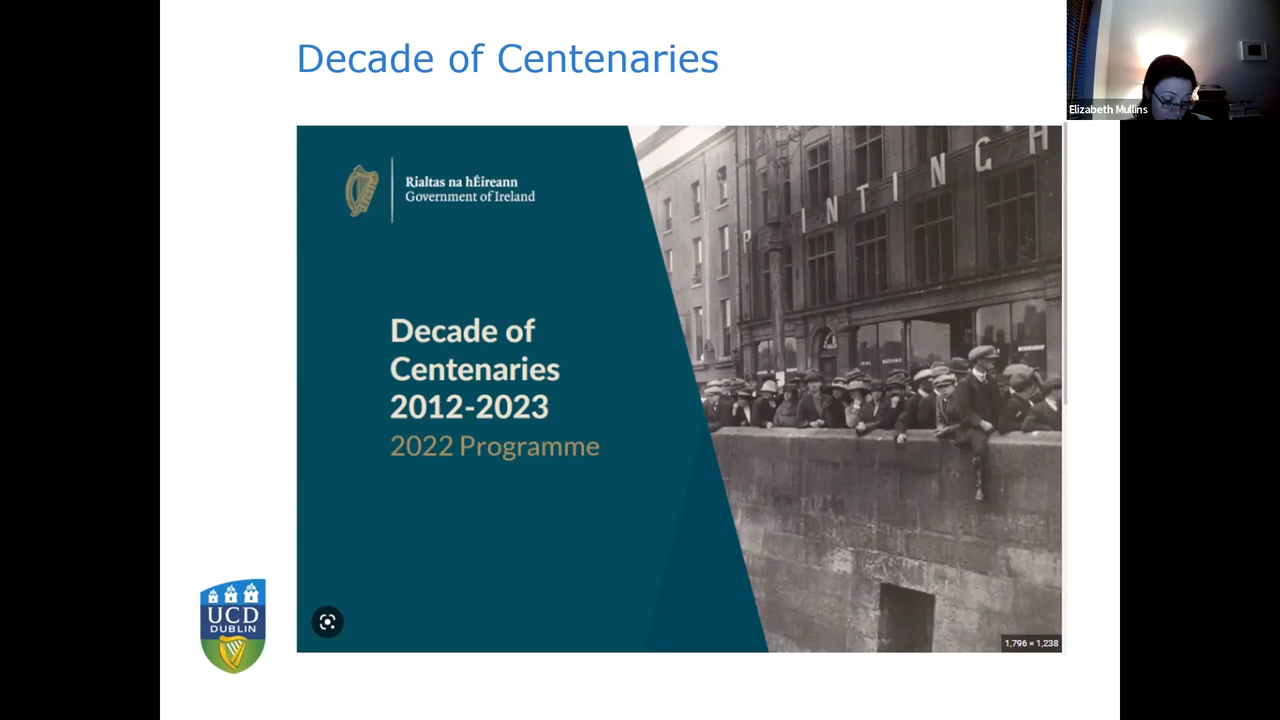 Decade of Centenaries
Elizabeth Mullins
Rialtas na hÉireann
Government of Ireland
Decade of
Centenaries
2012-2023
2022 Programme
PRINTING
UCD
DUBLIN
1,796 × 1,238